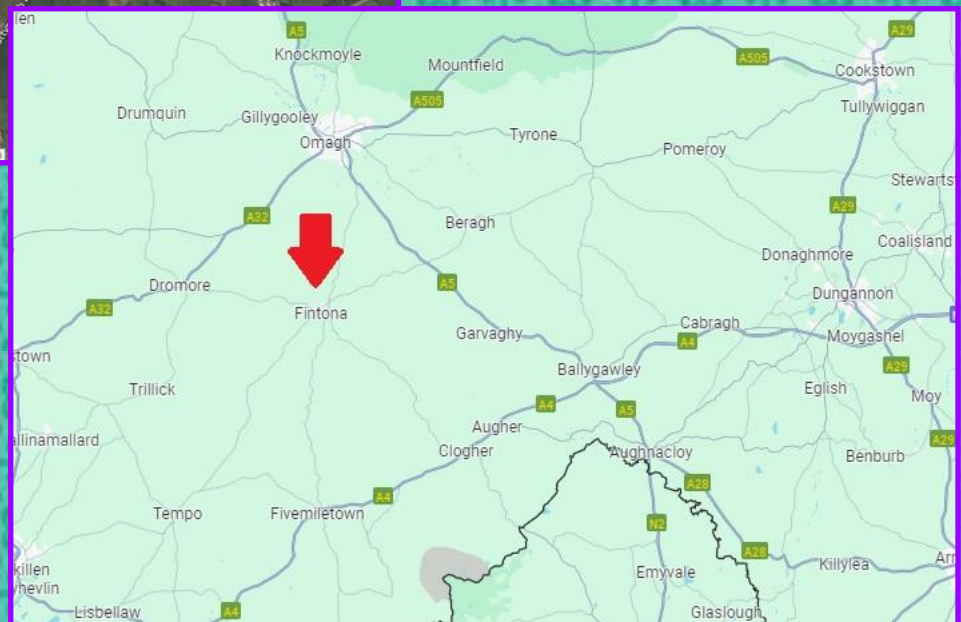 A5
A29
Knockmoyle
Mountfield
A505
Cookstown
A505
Tullywiggan
Drumquin
Gillygooley
Omagh
Tyrone
Pomeroy
A32
Beragh
A29
Donaghmore
Coalisland
Dromore
A5
Dungannon
A32
Fintona
Garvaghy
Cabragh
Moygashel
A4
Ballygawley
A29
Trillick
Eglish
Moy
A4
A5
Augher
Clogher
Aughnacloy
A29
Benburb
A28
A4
Tempo
Fivemiletown
N2
A28
Killylea
Emyvale
Lisbellaw
A4
Glaslough